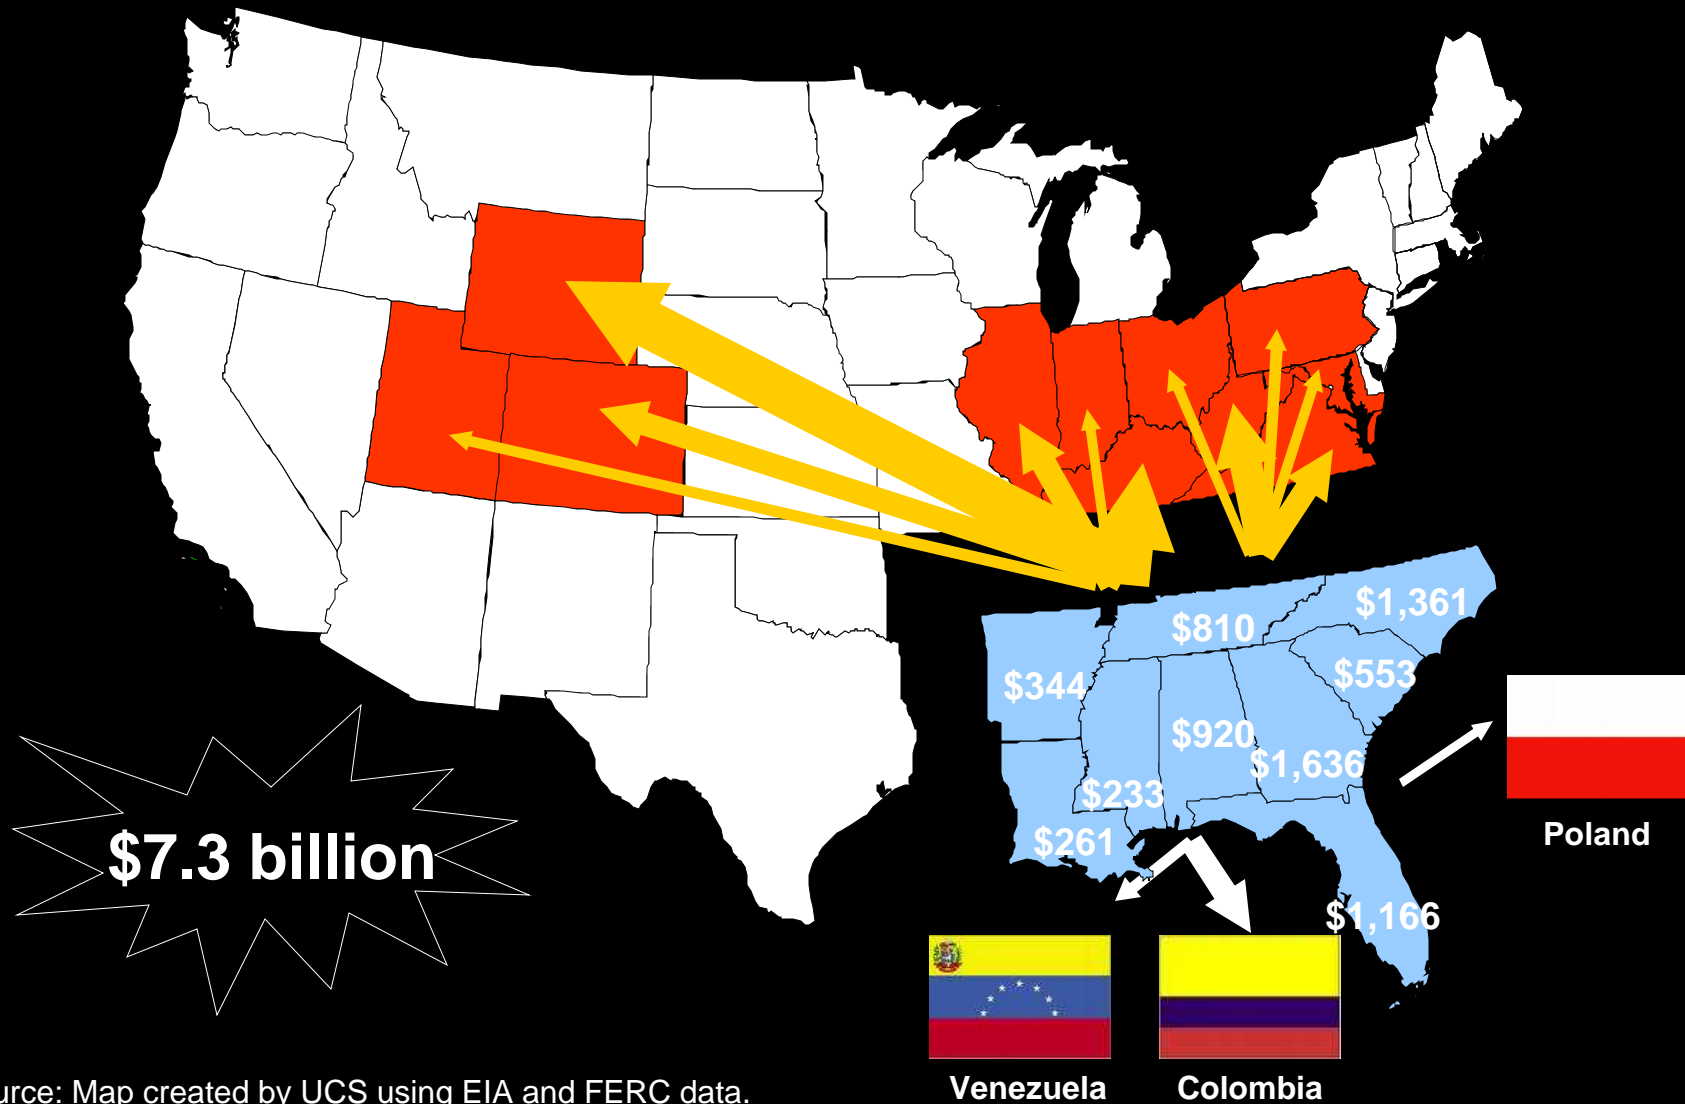 $1,361
$810
$553
$344
$920
$1,636
$233
$261
$7.3 billion
Poland
$1,166
Venezuela
Colombia
urce: Map created by UCS using EIA and FERC data.